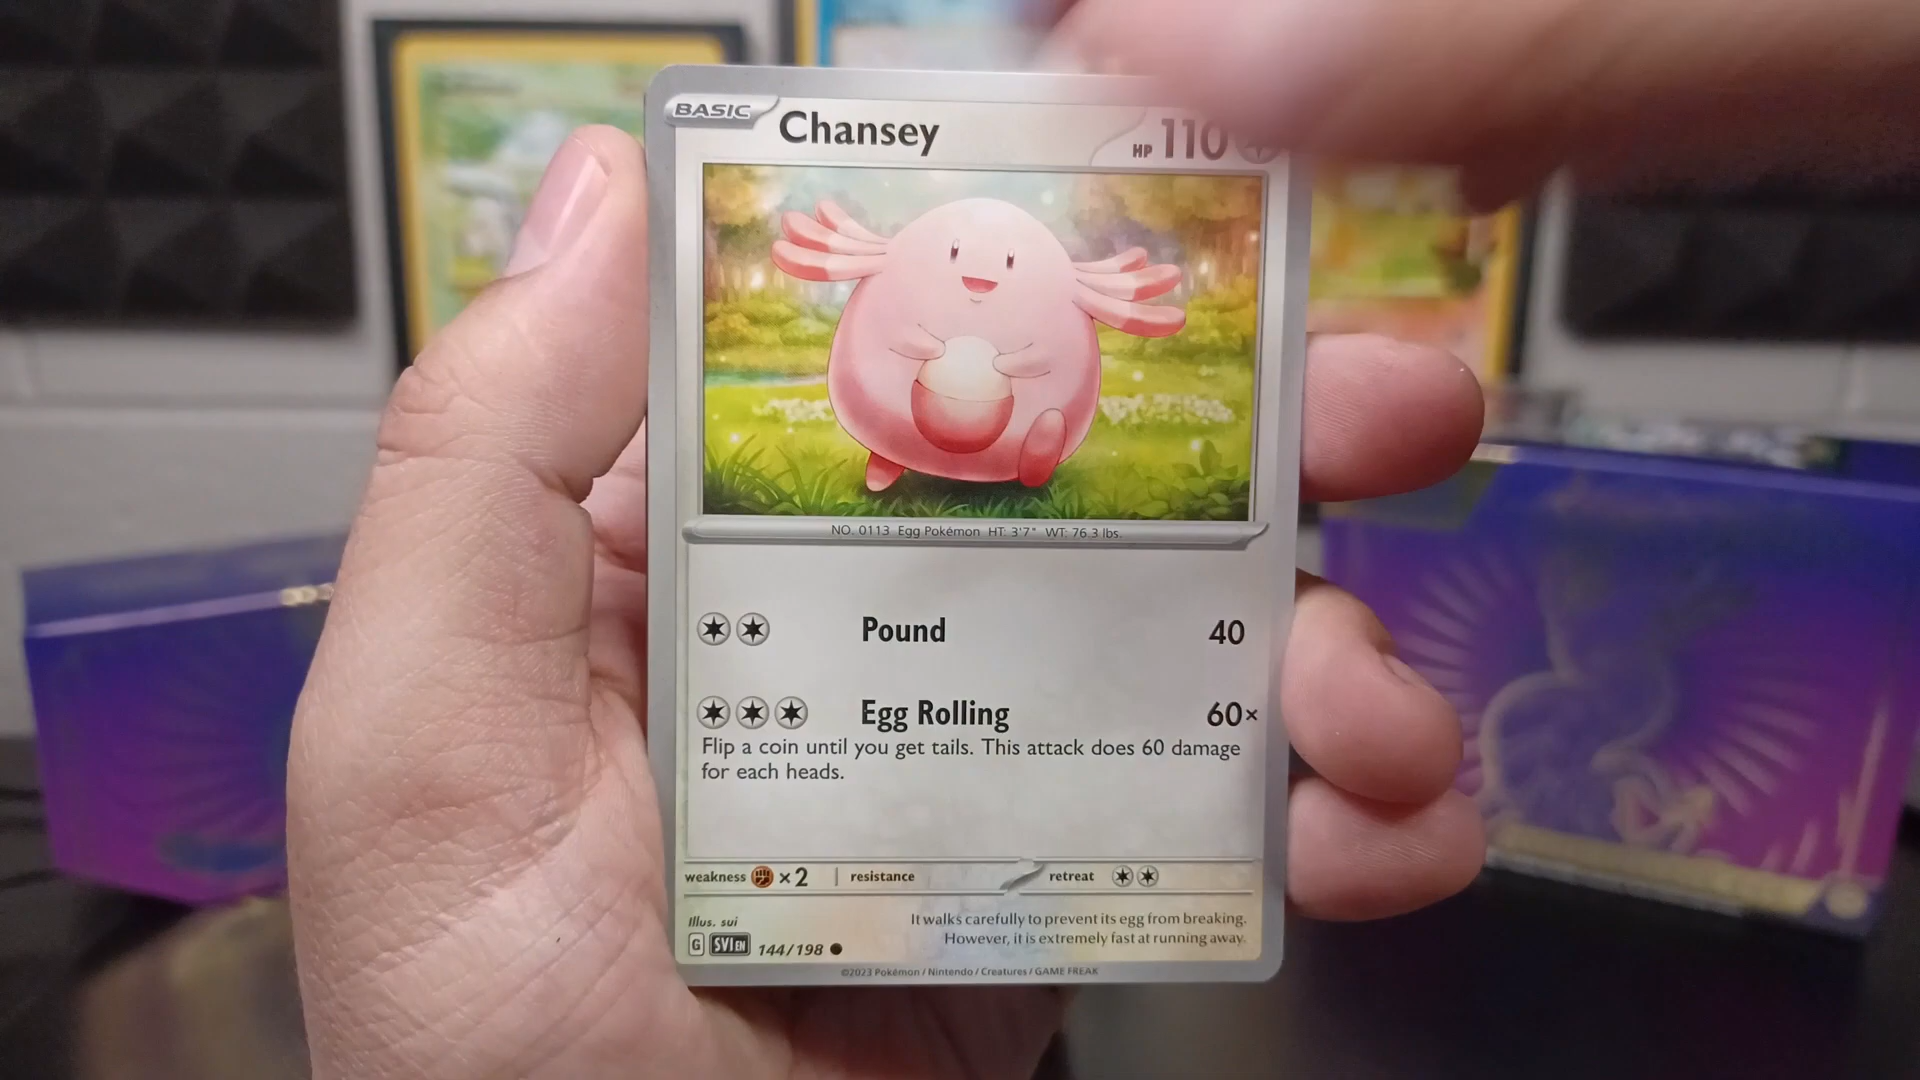 BASIC
Chansey
HP 110
NO. 0113 Egg Pokémon HT: 3'7" WT: 76.3 lbs.
Pound 40
Egg Rolling 60×
Flip a coin until you get tails. This attack does 60 damage
for each heads.
weakness ×2 resistance retreat
Illus. sui
It walks carefully to prevent its egg from breaking.
However, it is extremely fast at running away.
G SVI EN 144/198
©2023 Pokémon / Nintendo / Creatures / GAME FREAK